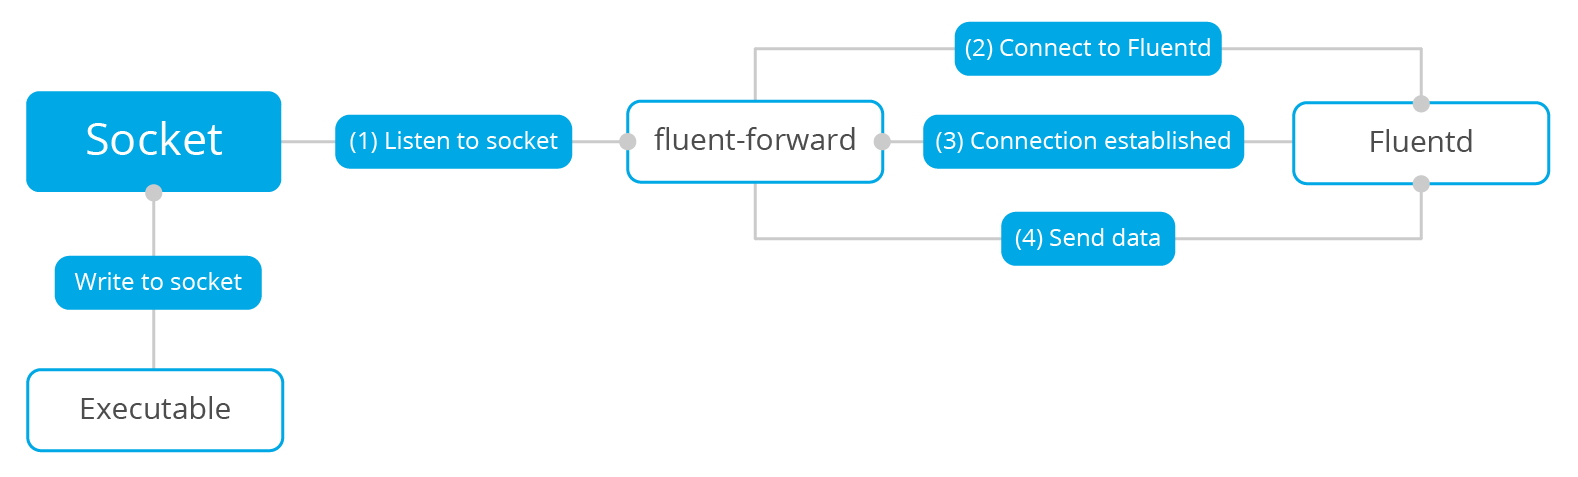 Socket
(1) Listen to socket
fluent-forward
(2) Connect to Fluentd
(3) Connection established
(4) Send data
Fluentd
Write to socket
Executable